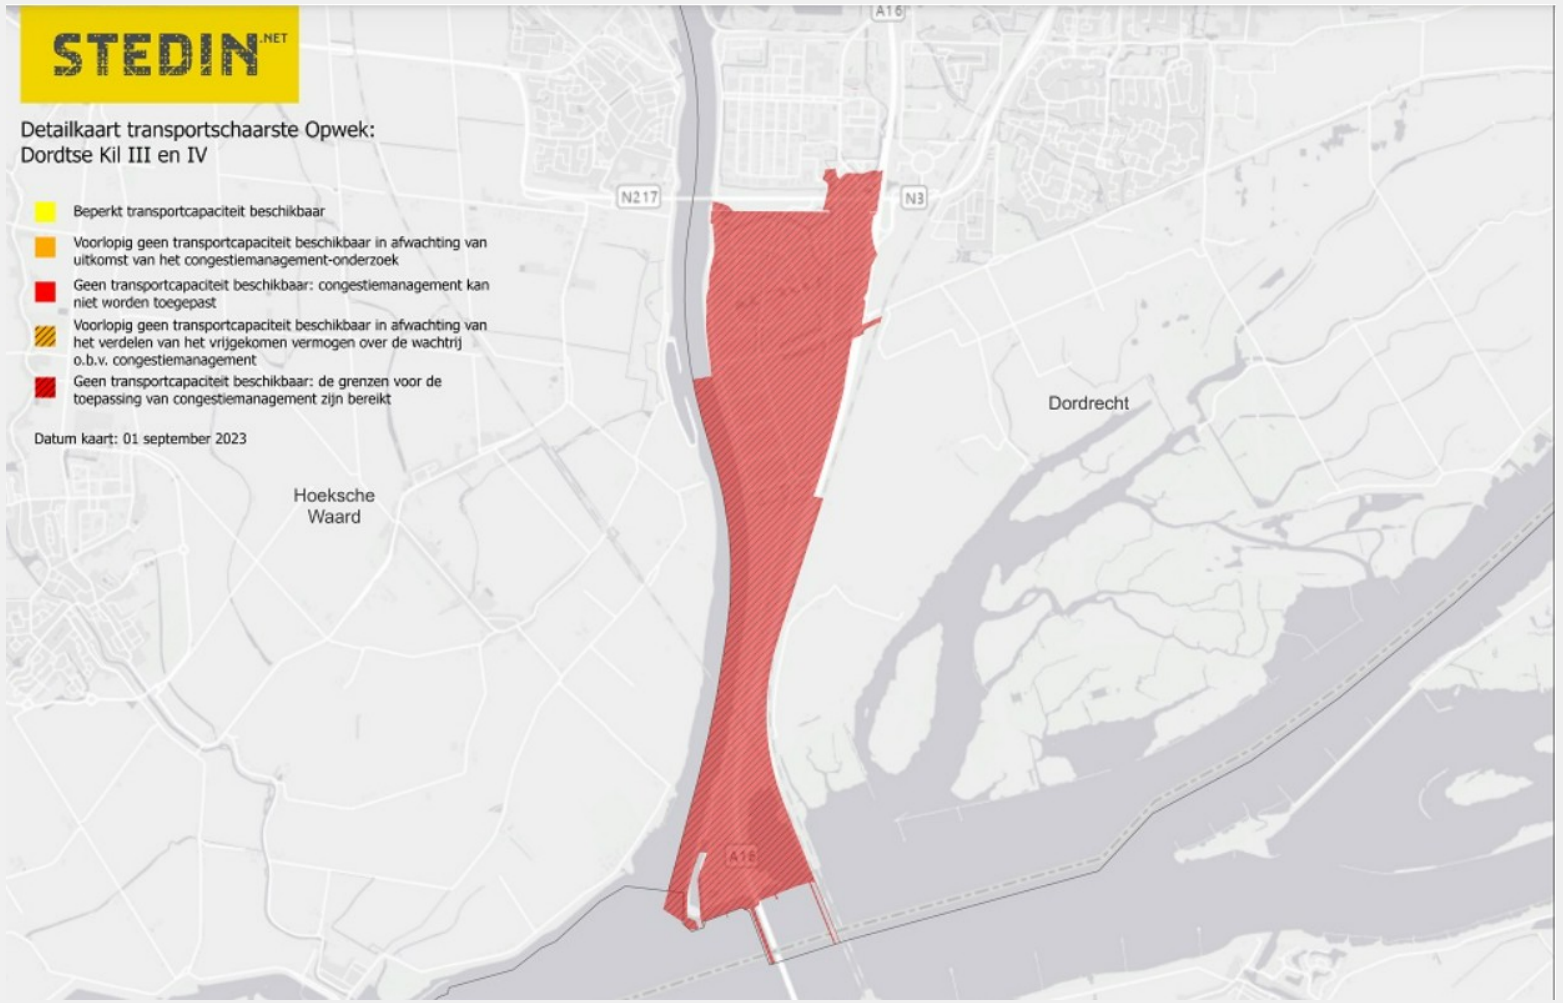 STEDIN.NET
Detailkaart transportschaarste Opwek:
Dordtse Kil III en IV
Beperkt transportcapaciteit beschikbaar
Voorlopig geen transportcapaciteit beschikbaar in afwachting van
uitkomst van het congestiemanagement-onderzoek
Geen transportcapaciteit beschikbaar: congestiemanagement kan
niet worden toegepast
Voorlopig geen transportcapaciteit beschikbaar in afwachting van
het verdelen van het vrijgekomen vermogen over de wachtrij
o.b.v. congestiemanagement
Geen transportcapaciteit beschikbaar: de grenzen voor de
toepassing van congestiemanagement zijn bereikt
Datum kaart: 01 september 2023
A16
N217
N3
Dordrecht
Hoeksche
Waard
A16